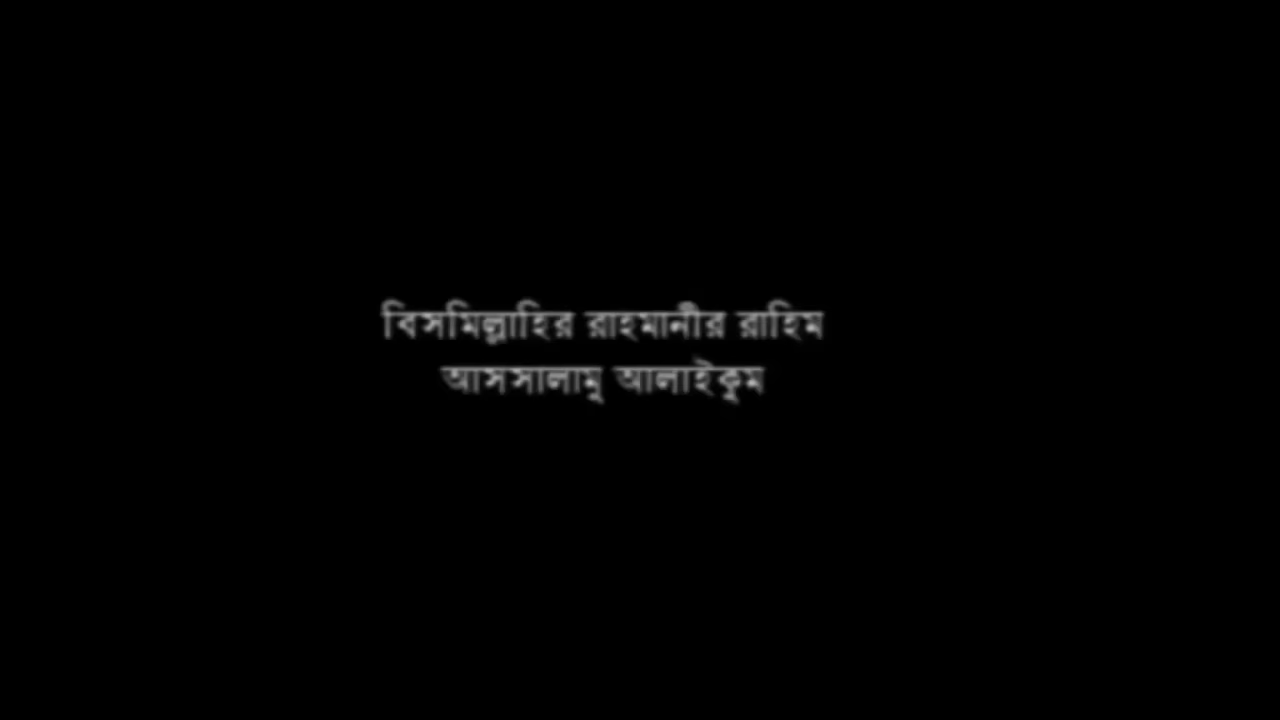 বিসমিল্লাহির রাহমানীর রাহিম
আসসালামু আলাইকুম